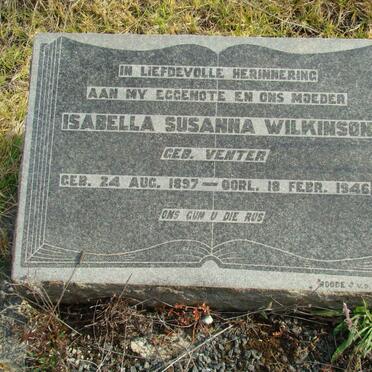 IN LIEFDEVOLLE HERINNERING
AAN MY EGGENOTE EN ONS MOEDER
ISABELLA SUSANNA WILKINSON
GEB. VENTER
GEB. 24 AUG. 1897 — OORL. 18 FEBR. 1946
ONS GUN U DIE RUS